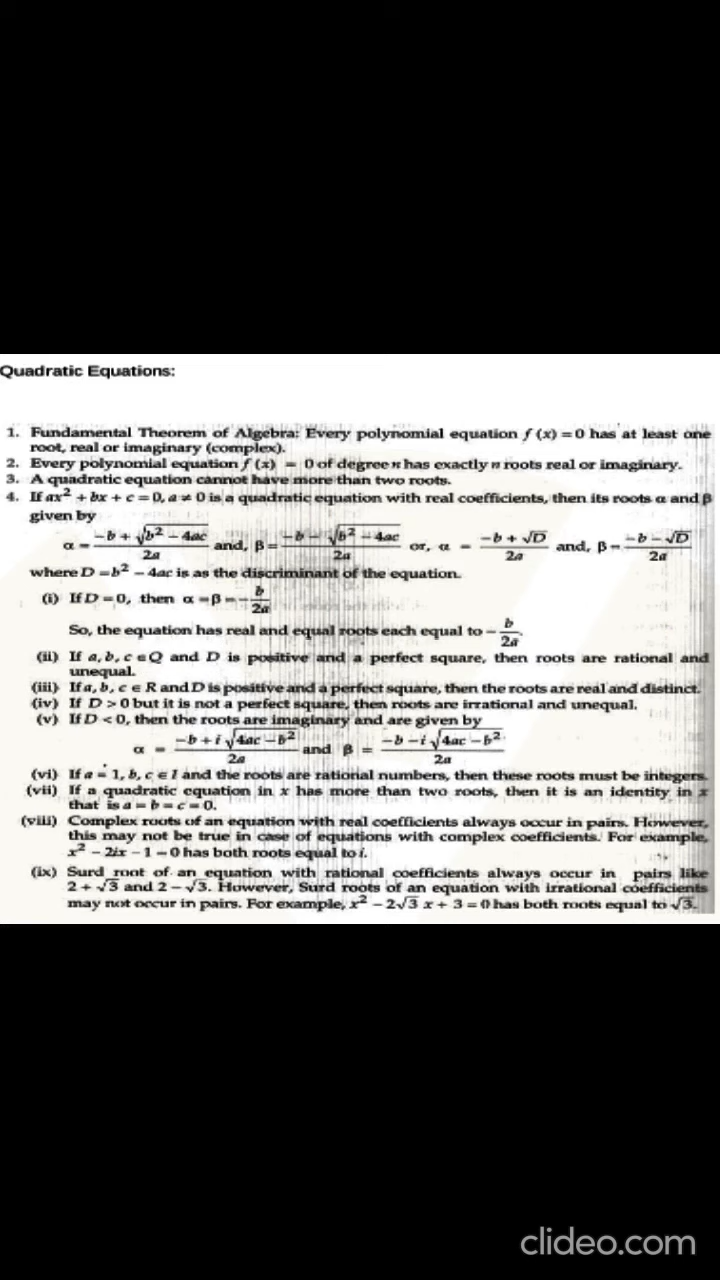 Quadratic Equations:
1. Fundamental Theorem of Algebra: Every polynomial equation f (x) = 0 has at least one
root, real or imaginary (complex).
2. Every polynomial equation f (x) = 0 of degree n has exactly n roots real or imaginary.
3. A quadratic equation cannot have more than two roots.
4. If ax² + bx + c = 0, a ≠ 0 is a quadratic equation with real coefficients, then its roots α and β
given by
α = (-b + √(b² - 4ac))/2a and, β = (-b - √(b² - 4ac))/2a or, α = (-b + √D)/2a and, β = (-b - √D)/2a
where D = b² - 4ac is as the discriminant of the equation.
(i) If D = 0, then α = β = -b/2a
So, the equation has real and equal roots each equal to -b/2a.
(ii) If a, b, c ∈ Q and D is positive and a perfect square, then roots are rational and
unequal.
(iii) If a, b, c ∈ R and D is positive and a perfect square, then the roots are real and distinct.
(iv) If D > 0 but it is not a perfect square, then roots are irrational and unequal.
(v) If D < 0, then the roots are imaginary and are given by
α = (-b + i √(4ac - b²))/2a and β = (-b - i √(4ac - b²))/2a
(vi) If a = 1, b, c ∈ I and the roots are rational numbers, then these roots must be integers.
(vii) If a quadratic equation in x has more than two roots, then it is an identity in x
that is a = b = c = 0.
(viii) Complex roots of an equation with real coefficients always occur in pairs. However,
this may not be true in case of equations with complex coefficients. For example,
x² - 2ix - 1 = 0 has both roots equal to i.
(ix) Surd root of an equation with rational coefficients always occur in pairs like
2 + √3 and 2 - √3. However, Surd roots of an equation with irrational coefficients
may not occur in pairs. For example, x² - 2√3 x + 3 = 0 has both roots equal to √3.
clideo.com